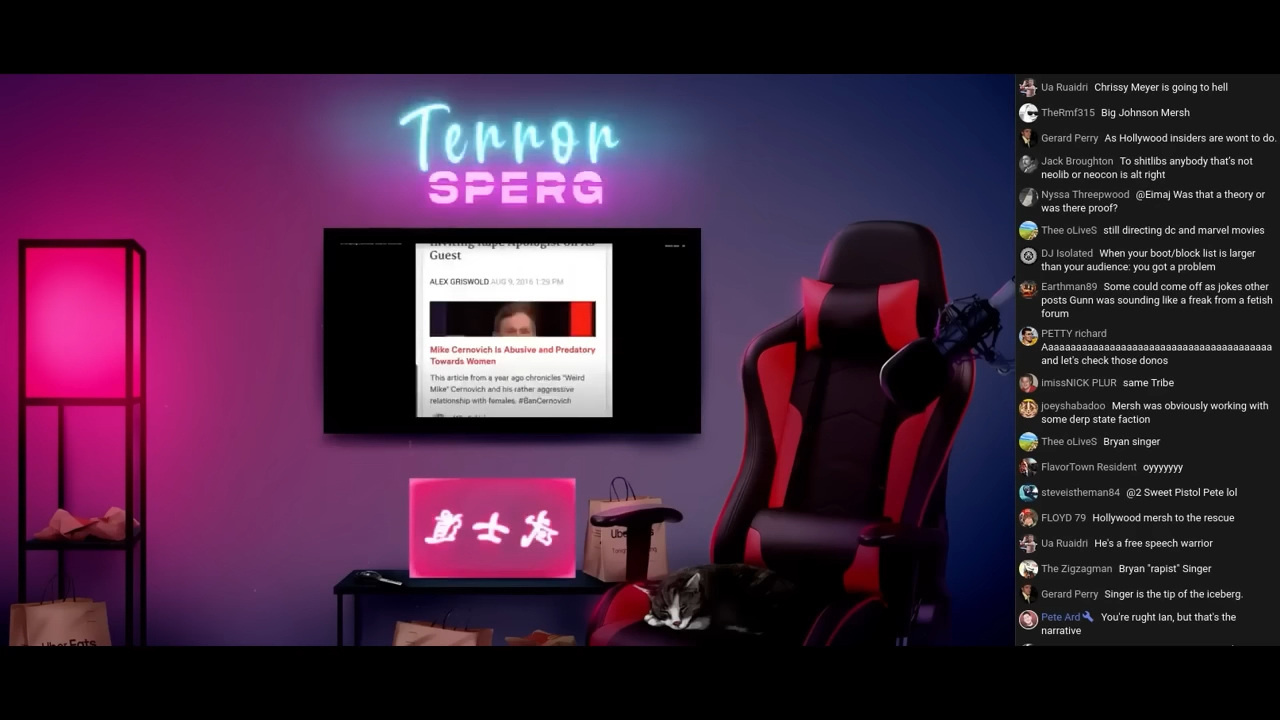 Terror
SPERG
Inviting Rape Apologist On As
Guest
ALEX GRISWOLD AUG 9, 2016 1:29 PM
Mike Cernovich Is Abusive and Predatory
Towards Women
This article from a year ago chronicles "Weird
Mike" Cernovich and his rather aggressive
relationship with females. #BanCernovich
Uber Eats
Ua Ruaidri Chrissy Meyer is going to hell
TheRmf315 Big Johnson Mersh
Gerard Perry As Hollywood insiders are wont to do.
Jack Broughton To shitlibs anybody that's not
neolib or neocon is alt right
Nyssa Threepwood @Eimaj Was that a theory or
was there proof?
Thee oLiveS still directing dc and marvel movies
DJ Isolated When your boot/block list is larger
than your audience: you got a problem
Earthman89 Some could come off as jokes other
posts Gunn was sounding like a freak from a fetish
forum
PETTY richard
and let's check those donos
imissNICK PLUR same Tribe
joeyshabadoo Mersh was obviously working with
some derp state faction
Thee oLiveS Bryan singer
FlavorTown Resident oyyyyyy
steveistheman84 @2 Sweet Pistol Pete lol
FLOYD 79 Hollywood mersh to the rescue
Ua Ruaidri He's a free speech warrior
The Zigzagman Bryan "rapist" Singer
Gerard Perry Singer is the tip of the iceberg.
Pete Ard You're rught Ian, but that's the
narrative